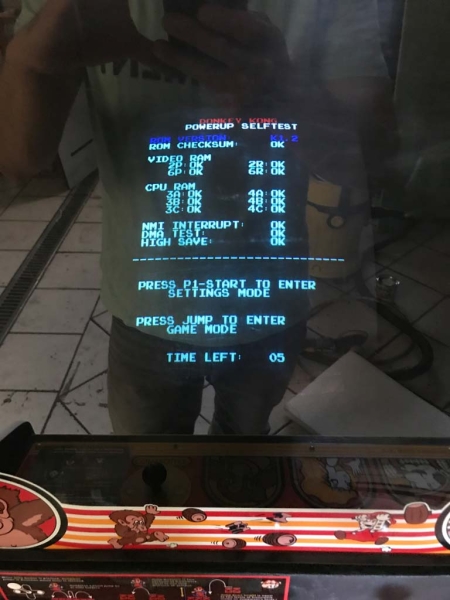 DONKEY KONG
POWERUP SELFTEST
ROM VERSION:
ROM CHECKSUM: OK
VIDEO RAM
2P:OK 2R:OK
6P:OK 6R:OK
CPU RAM
3A:OK 4A:OK
3B:OK 4B:OK
3C:OK 4C:OK
NMI INTERRUPT: OK
DMA TEST: OK
HIGH SAVE: OK
PRESS P1-START TO ENTER
SETTINGS MODE
PRESS JUMP TO ENTER
GAME MODE
TIME LEFT: 05